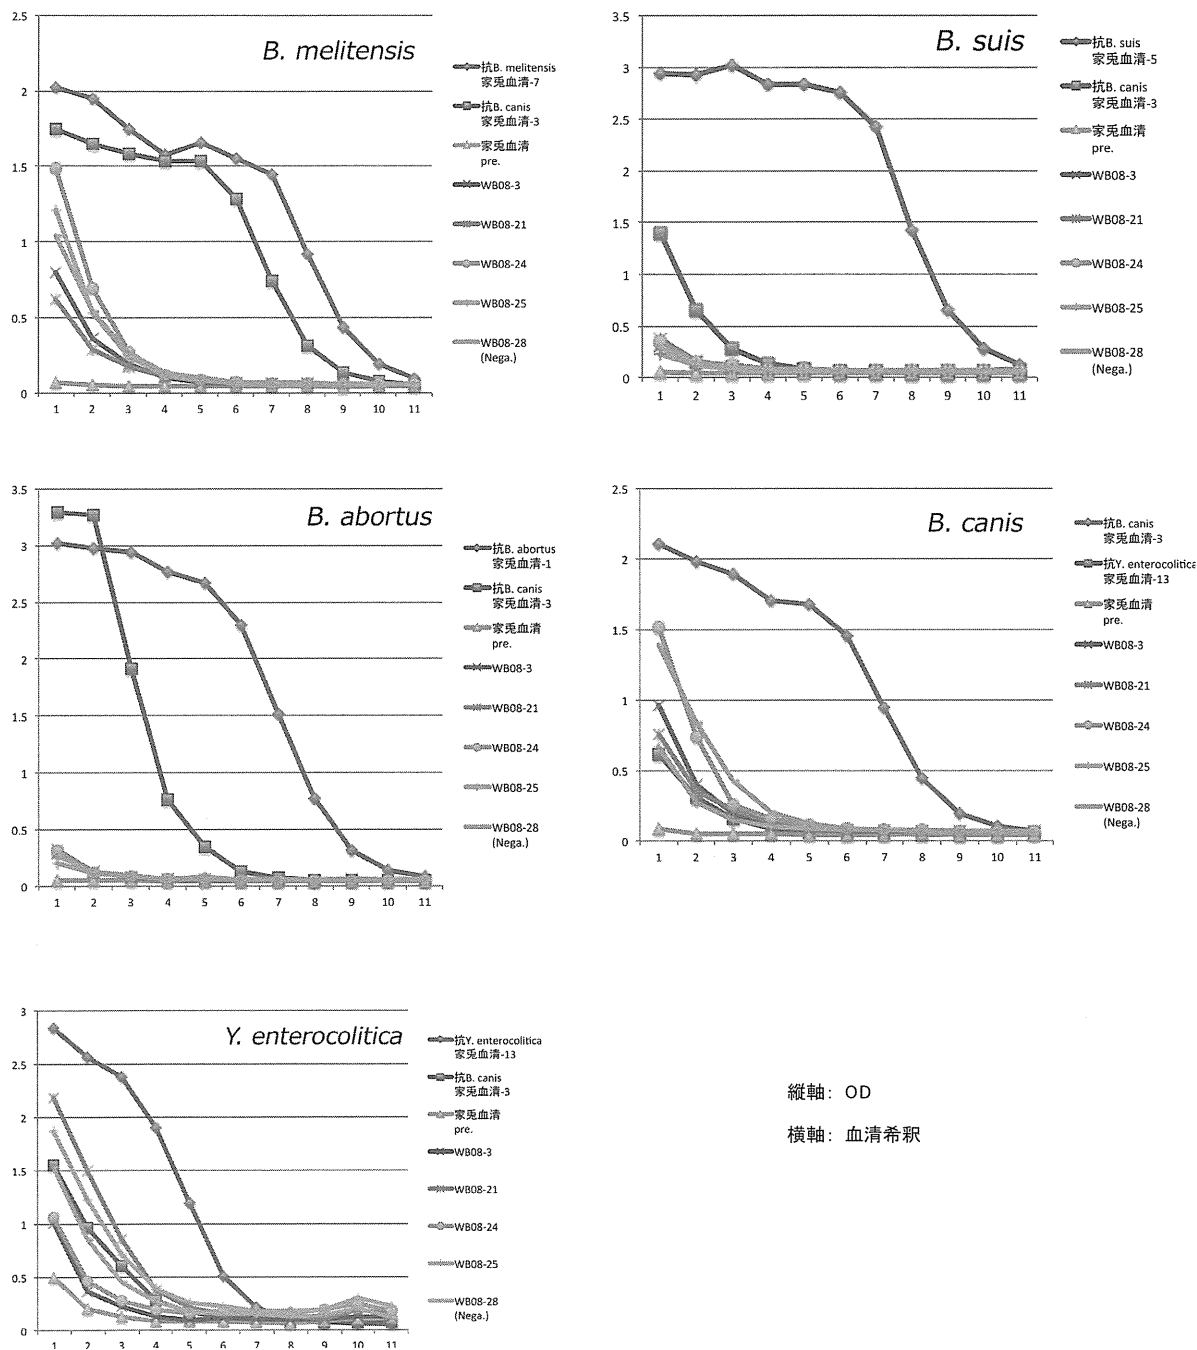 B. melitensis
2.5
2
1.5
1
0.5
0
1 2 3 4 5 6 7 8 9 10 11
抗B. melitensis
家兎血清-7
抗B. canis
家兎血清-3
家兎血清
pre.
WB08-3
WB08-21
WB08-24
WB08-25
WB08-28
(Nega.)
B. suis
3.5
3
2.5
2
1.5
1
0.5
0
1 2 3 4 5 6 7 8 9 10 11
抗B. suis
家兎血清-5
抗B. canis
家兎血清-3
家兎血清
pre.
WB08-3
WB08-21
WB08-24
WB08-25
WB08-28
(Nega.)
B. abortus
3.5
3
2.5
2
1.5
1
0.5
0
1 2 3 4 5 6 7 8 9 10 11
抗B. abortus
家兎血清-1
抗B. canis
家兎血清-3
家兎血清
pre.
WB08-3
WB08-21
WB08-24
WB08-25
WB08-28
(Nega.)
B. canis
2.5
2
1.5
1
0.5
0
1 2 3 4 5 6 7 8 9 10 11
抗B. canis
家兎血清-3
抗Y. enterocolitica
家兎血清-13
家兎血清
pre.
WB08-3
WB08-21
WB08-24
WB08-25
WB08-28
(Nega.)
Y. enterocolitica
3
2.5
2
1.5
1
0.5
0
1 2 3 4 5 6 7 8 9 10 11
抗Y. enterocolitica
家兎血清-13
抗B. canis
家兎血清-3
家兎血清
pre.
WB08-3
WB08-21
WB08-24
WB08-25
WB08-28
(Nega.)
縦軸: OD
横軸: 血清希釈